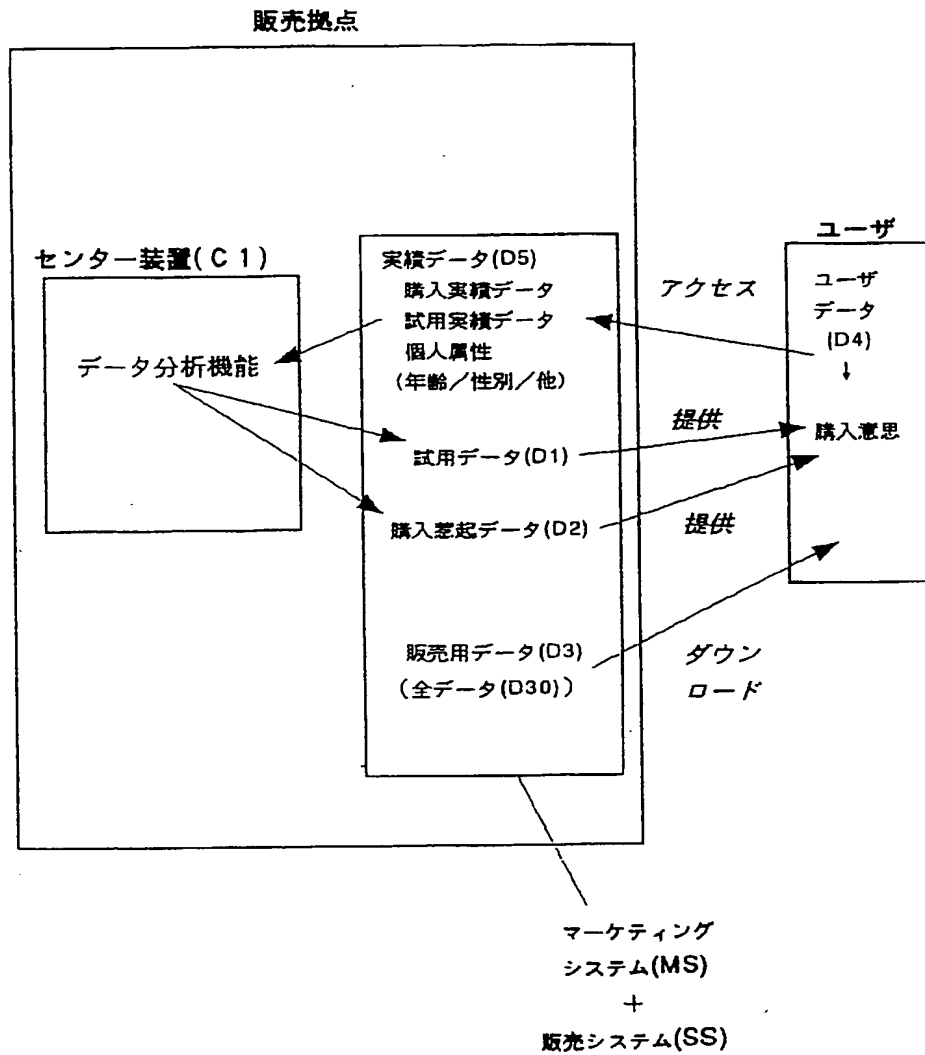 販売拠点
センター装置(C1)
データ分析機能
実績データ(D5)
購入実績データ
試用実績データ
個人属性
(年齢/性別/他)
試用データ(D1)
購入惹起データ(D2)
販売用データ(D3)
(全データ(D30))
アクセス
提供
提供
ダウン
ロード
ユーザ
ユーザ
データ
(D4)
↓
購入意思
マーケティング
システム(MS)
+
販売システム(SS)